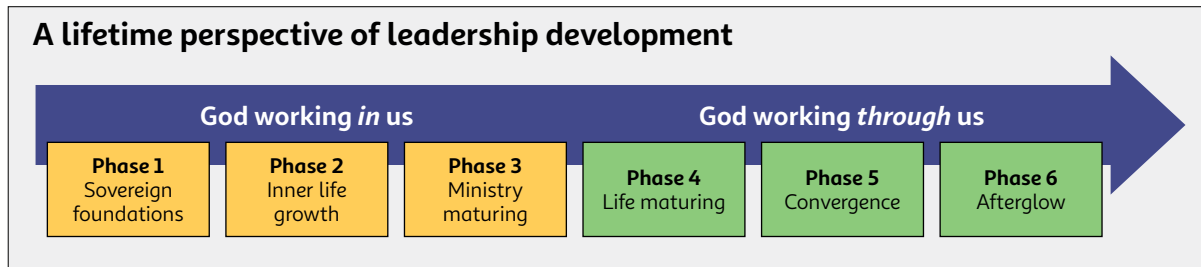 A lifetime perspective of leadership development
God working in us
God working through us
Phase 1
Sovereign
foundations
Phase 2
Inner life
growth
Phase 3
Ministry
maturing
Phase 4
Life maturing
Phase 5
Convergence
Phase 6
Afterglow